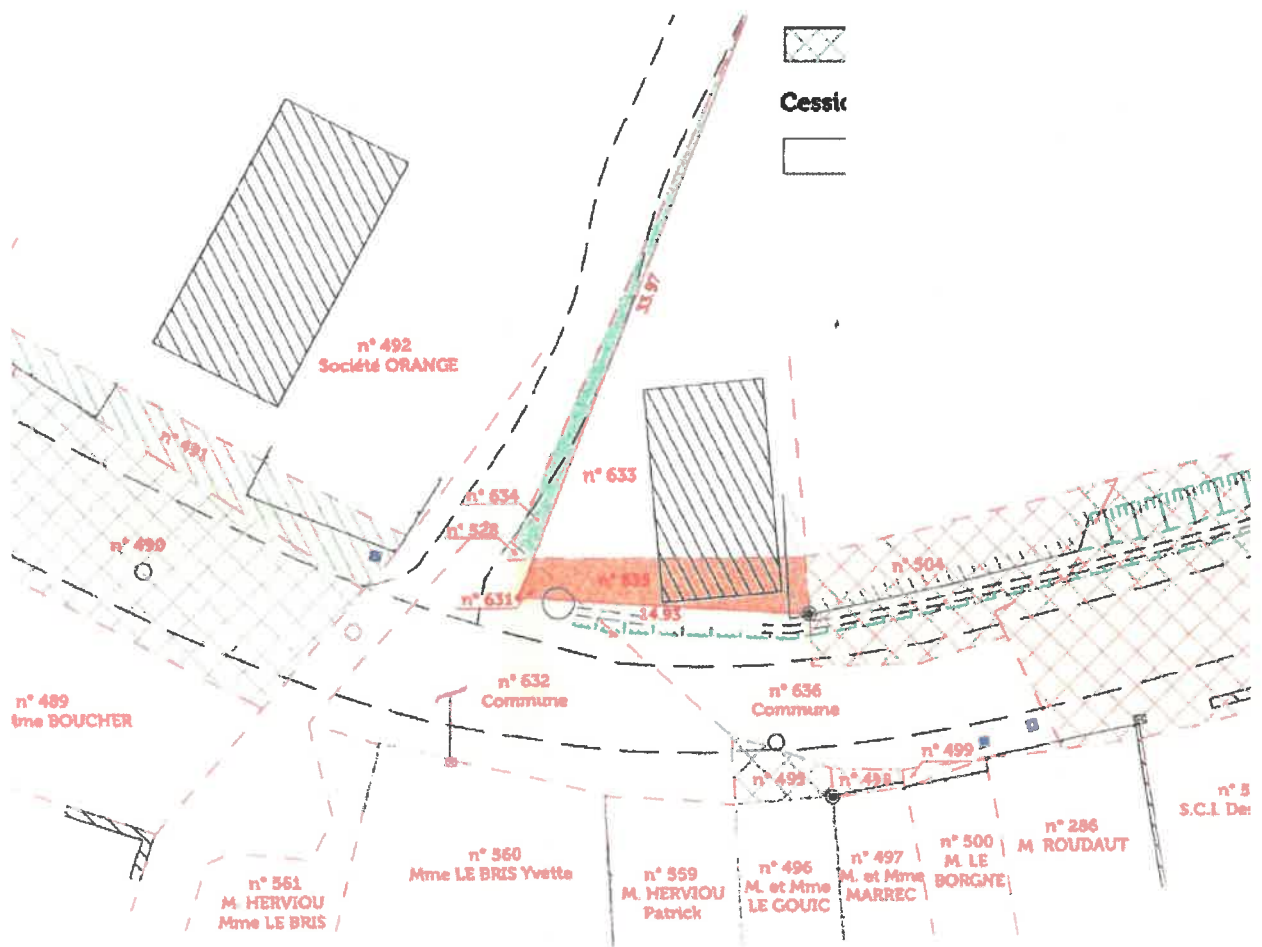 Cessio
33.97
n° 492
Société ORANGE
n° 491
n° 633
n° 634
n° 528
n° 490
n° 504
n° 635
n° 631
14.93
n° 632
Commune
n° 636
Commune
n° 489
Mme BOUCHER
n° 499
n° 498
n° 560
Mme LE BRIS Yvette
n° 561
M. HERVIOU
Mme LE BRIS
n° 559
M. HERVIOU
Patrick
n° 496
M. et Mme
LE GOUIC
n° 497
M. et Mme
MARREC
n° 500
M. LE
BORGNE
n° 286
M. ROUDAUT
n° 5
S.C.I. Des